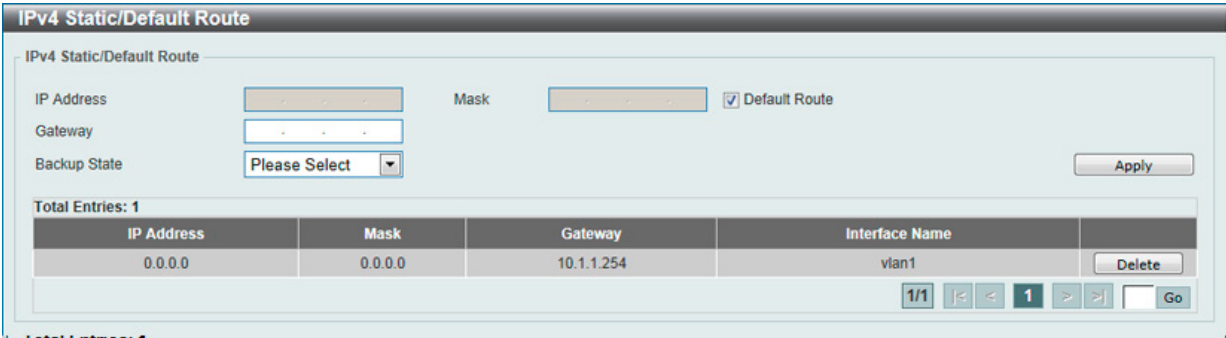 IPv4 Static/Default Route
IPv4 Static/Default Route
IP Address . . . Mask . . . Default Route
Gateway . . .
Backup State Please Select Apply
Total Entries: 1
IP Address Mask Gateway Interface Name
0.0.0.0 0.0.0.0 10.1.1.254 vlan1 Delete
1/1 |< < 1 > >| Go